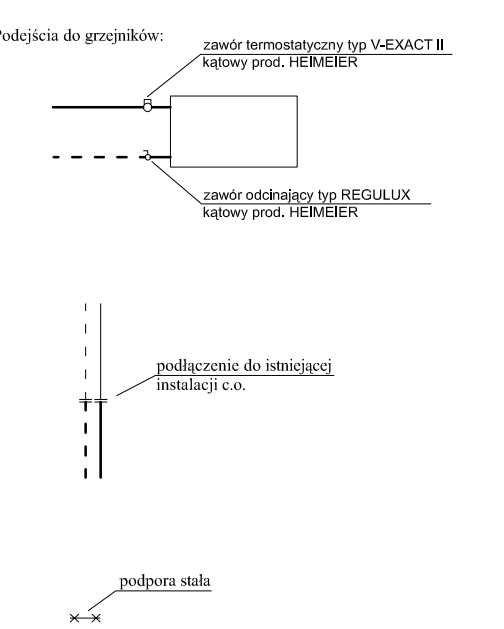 Podejścia do grzejników:
zawór termostatyczny typ V-EXACT II
kątowy prod. HEIMEIER
zawór odcinający typ REGULUX
kątowy prod. HEIMEIER
podłączenie do istniejącej
instalacji c.o.
podpora stała